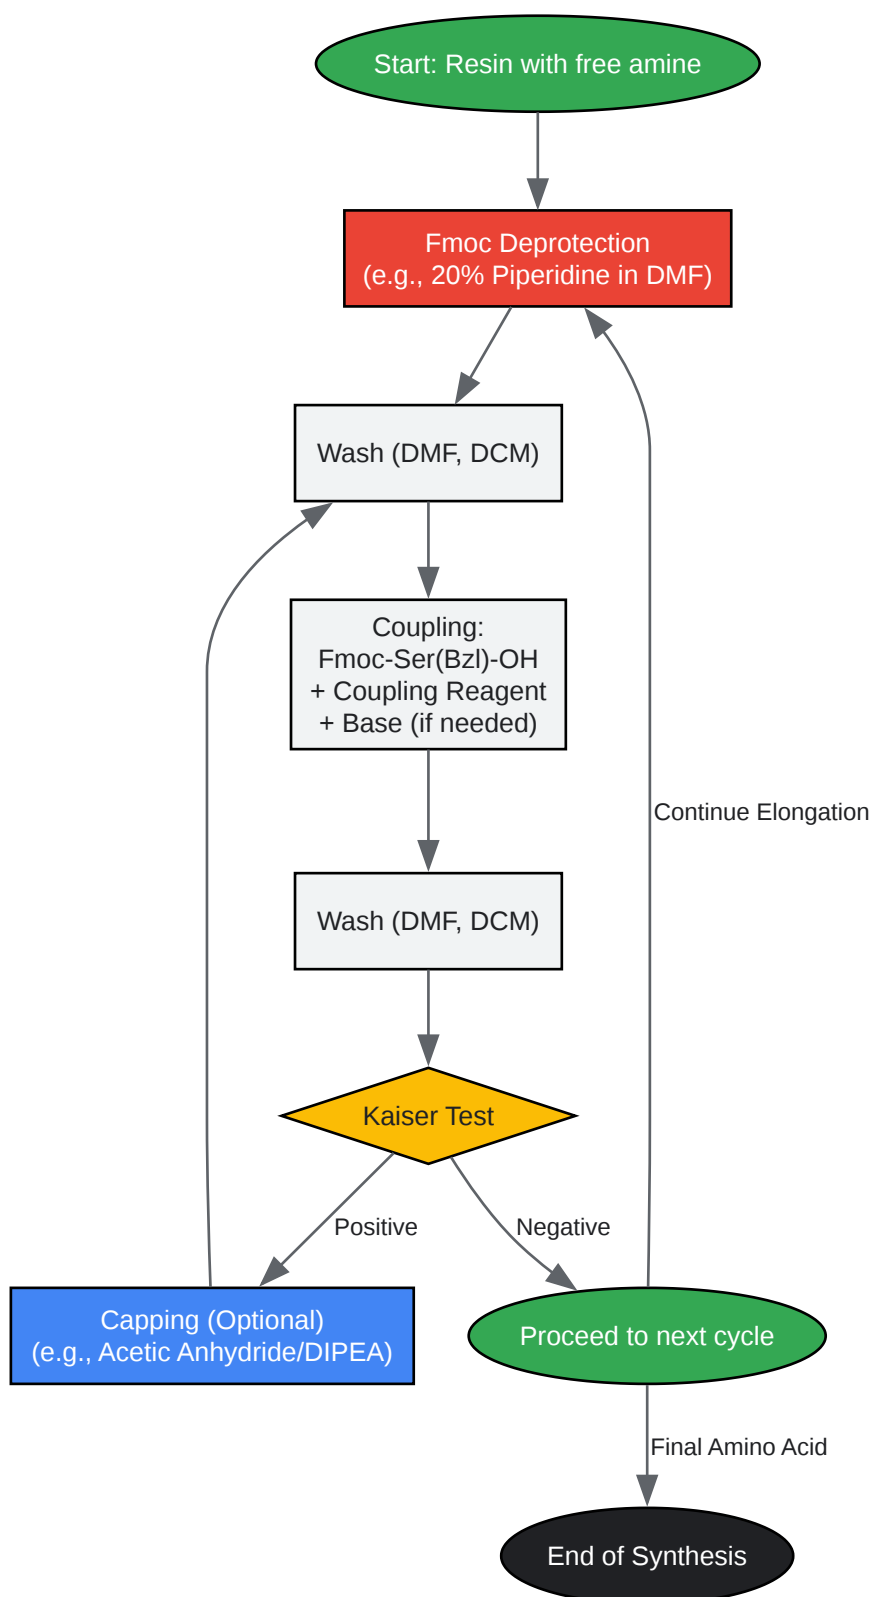 Start: Resin with free amine
Fmoc Deprotection
(e.g., 20% Piperidine in DMF)
Wash (DMF, DCM)
Coupling:
Fmoc-Ser(Bzl)-OH
+ Coupling Reagent
+ Base (if needed)
Continue Elongation
Wash (DMF, DCM)
Kaiser Test
Positive
Negative
Capping (Optional)
(e.g., Acetic Anhydride/DIPEA)
Proceed to next cycle
Final Amino Acid
End of Synthesis